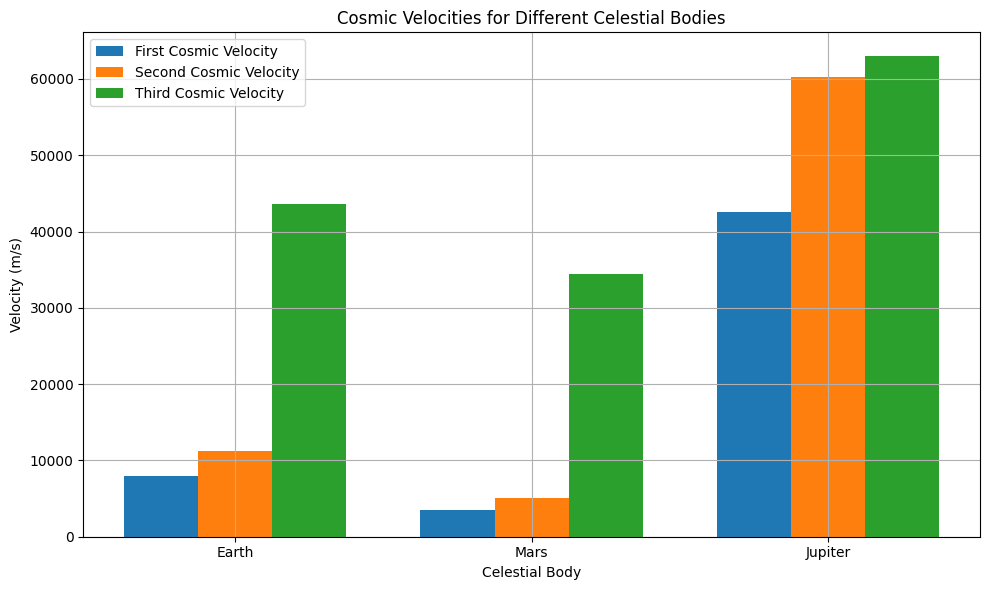 Cosmic Velocities for Different Celestial Bodies
First Cosmic Velocity
Second Cosmic Velocity
Third Cosmic Velocity
Velocity (m/s)
60000
50000
40000
30000
20000
10000
0
Earth Mars Jupiter
Celestial Body